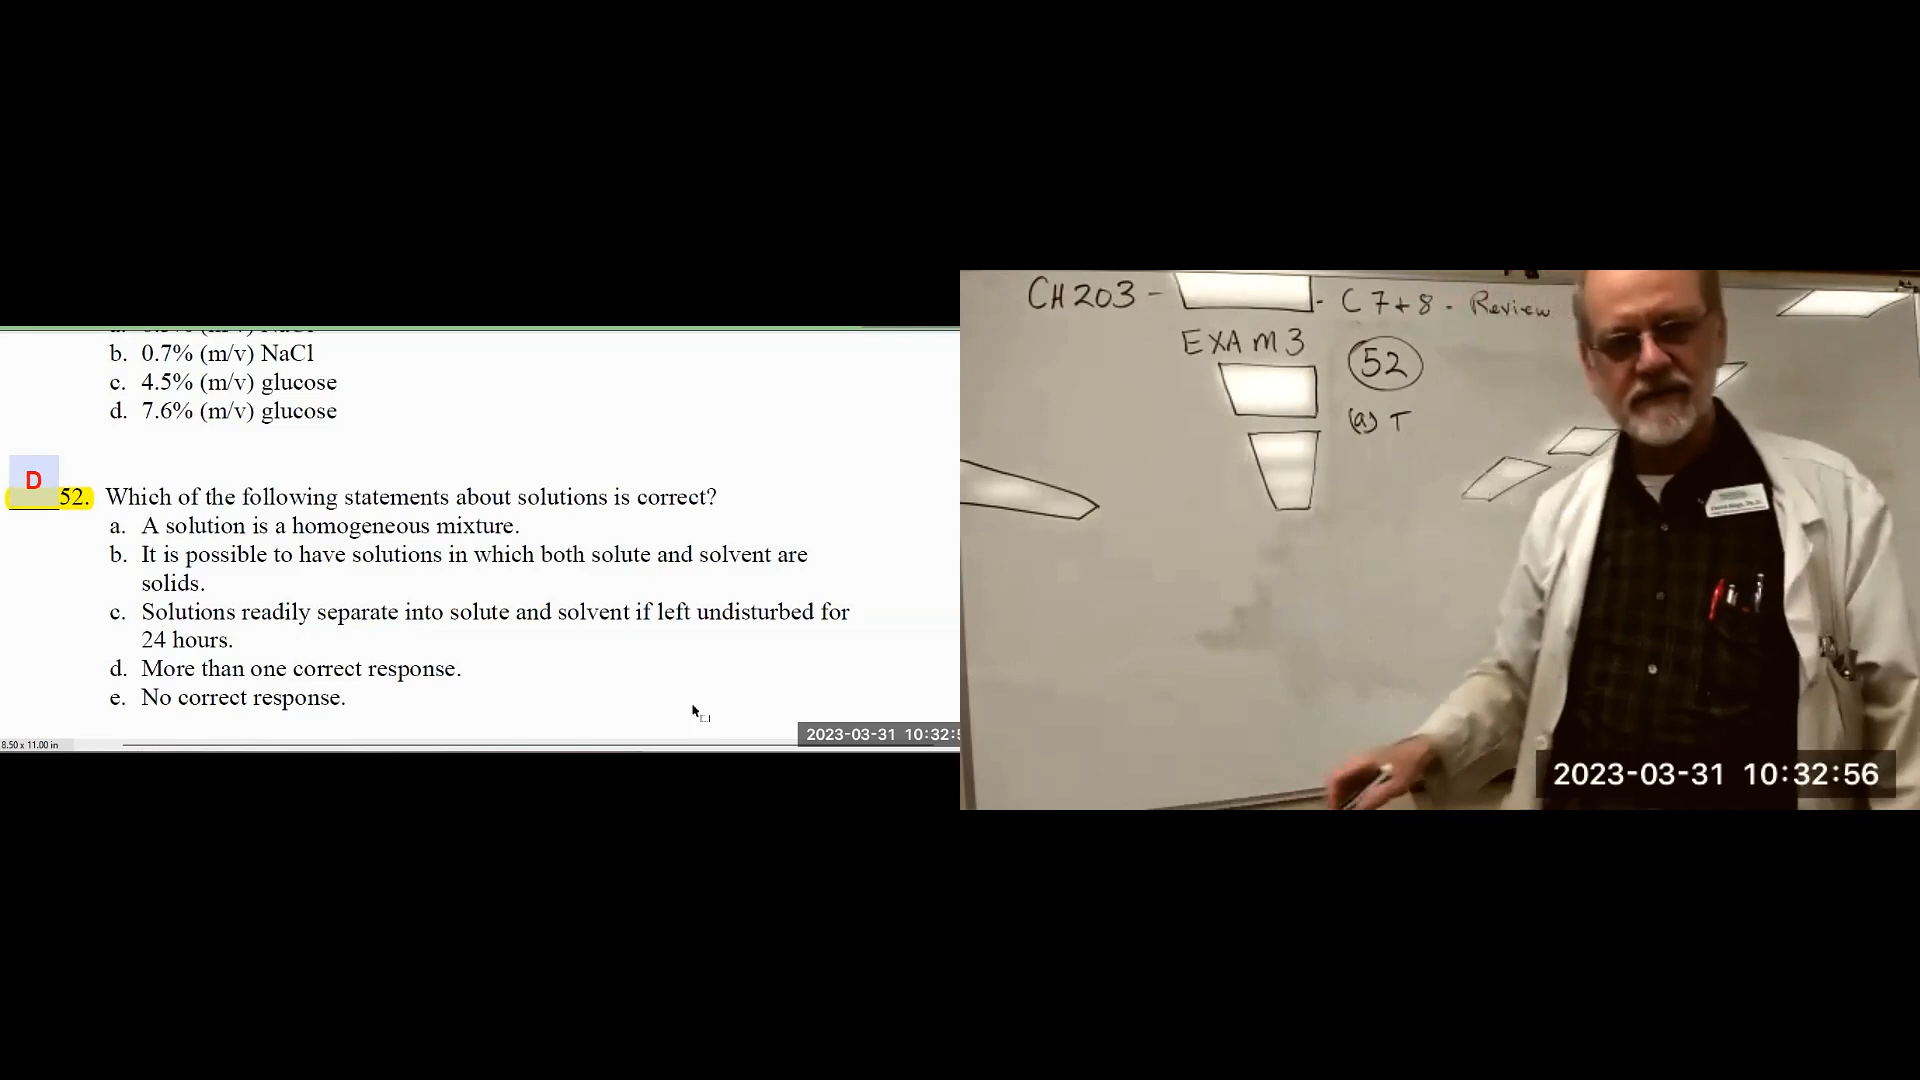 b. 0.7% (m/v) NaCl
c. 4.5% (m/v) glucose
d. 7.6% (m/v) glucose
D
52. Which of the following statements about solutions is correct?
a. A solution is a homogeneous mixture.
b. It is possible to have solutions in which both solute and solvent are
solids.
c. Solutions readily separate into solute and solvent if left undisturbed for
24 hours.
d. More than one correct response.
e. No correct response.
8.50 x 11.00 in
2023-03-31 10:32:5
CH203 - - C 7+8 - Review
EXAM 3
52
(a) T
2023-03-31 10:32:56